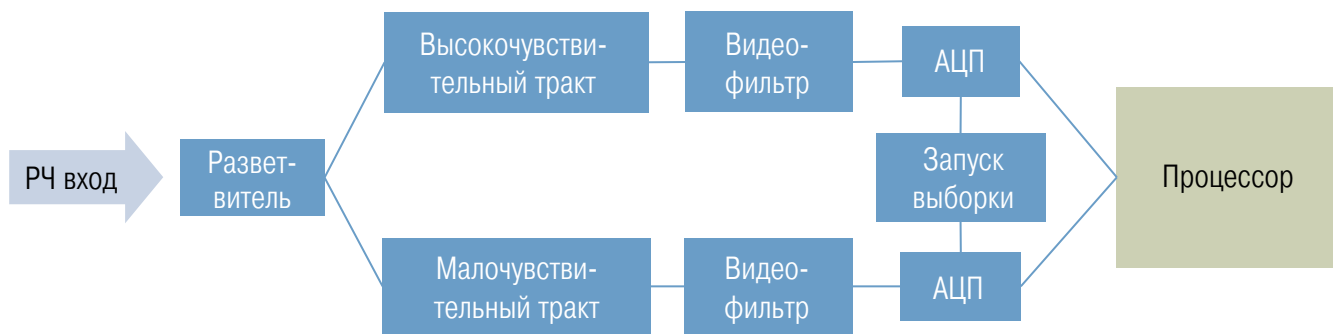 РЧ вход
Развет-
витель
Высокочувстви-
тельный тракт
Видео-
фильтр
АЦП
Запуск
выборки
Малочувстви-
тельный тракт
Видео-
фильтр
АЦП
Процессор